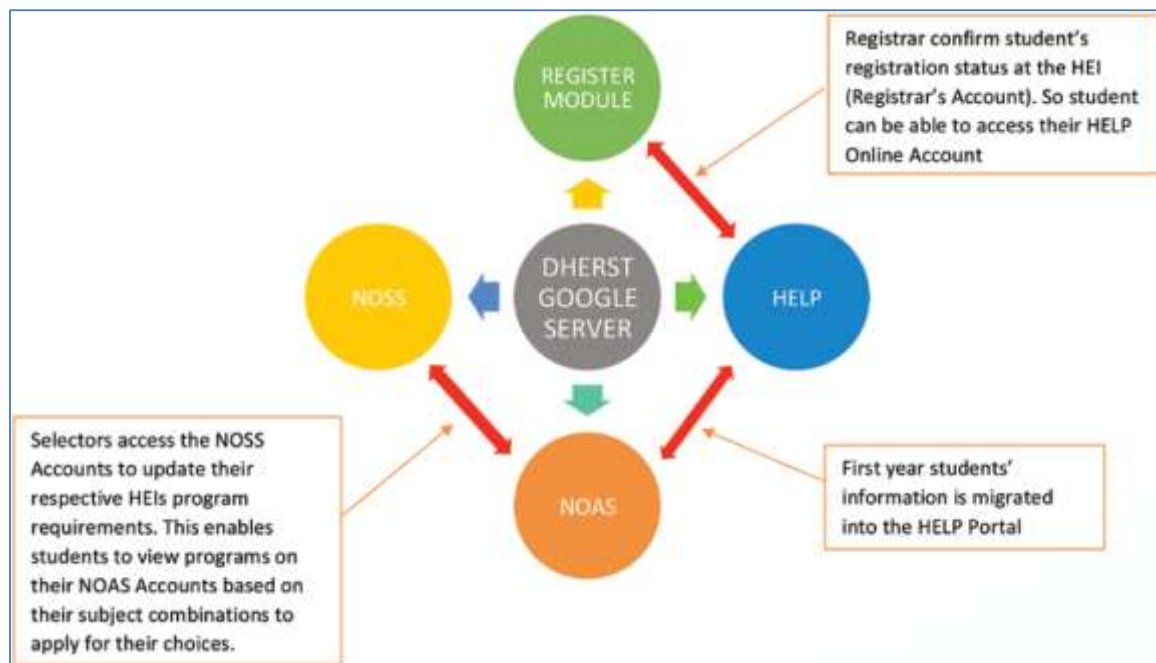 REGISTER
MODULE
Registrar confirm student's
registration status at the HEI
(Registrar's Account). So student
can be able to access their HELP
Online Account
NOSS
DHERST
GOOGLE
SERVER
HELP
Selectors access the NOSS
Accounts to update their
respective HEIs program
requirements. This enables
students to view programs on
their NOAS Accounts based on
their subject combinations to
apply for their choices.
NOAS
First year students'
information is migrated
into the HELP Portal